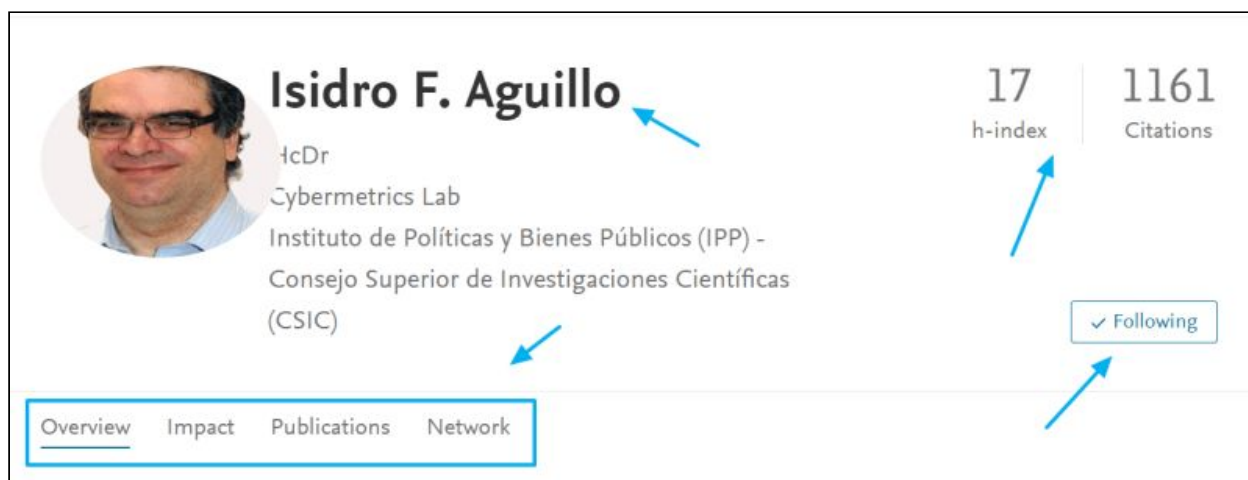 Isidro F. Aguillo
HcDr
Cybermetrics Lab
Instituto de Políticas y Bienes Públicos (IPP) -
Consejo Superior de Investigaciones Científicas
(CSIC)
17
h-index
1161
Citations
✓ Following
Overview Impact Publications Network